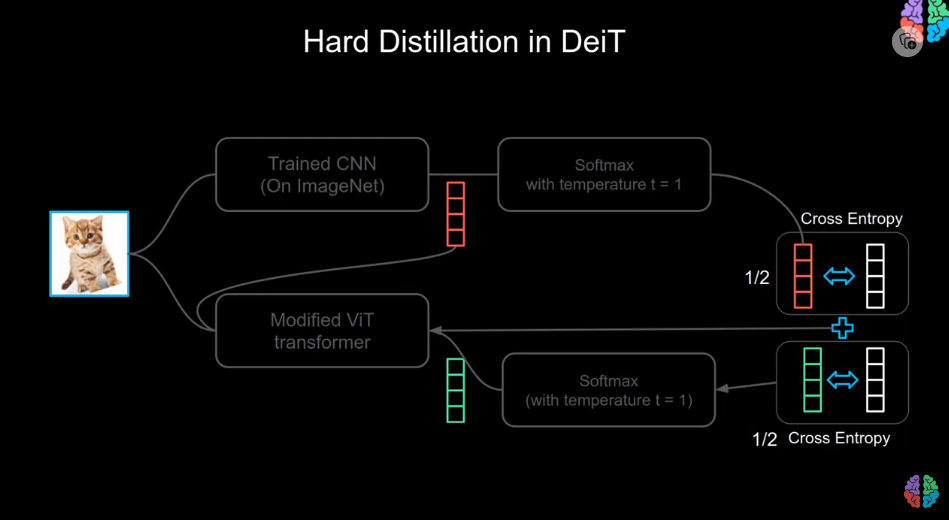 Hard Distillation in DeiT
Trained CNN
(On ImageNet)
Softmax
with temperature t = 1
Cross Entropy
1/2
Modified ViT
transformer
Softmax
(with temperature t = 1)
1/2 Cross Entropy